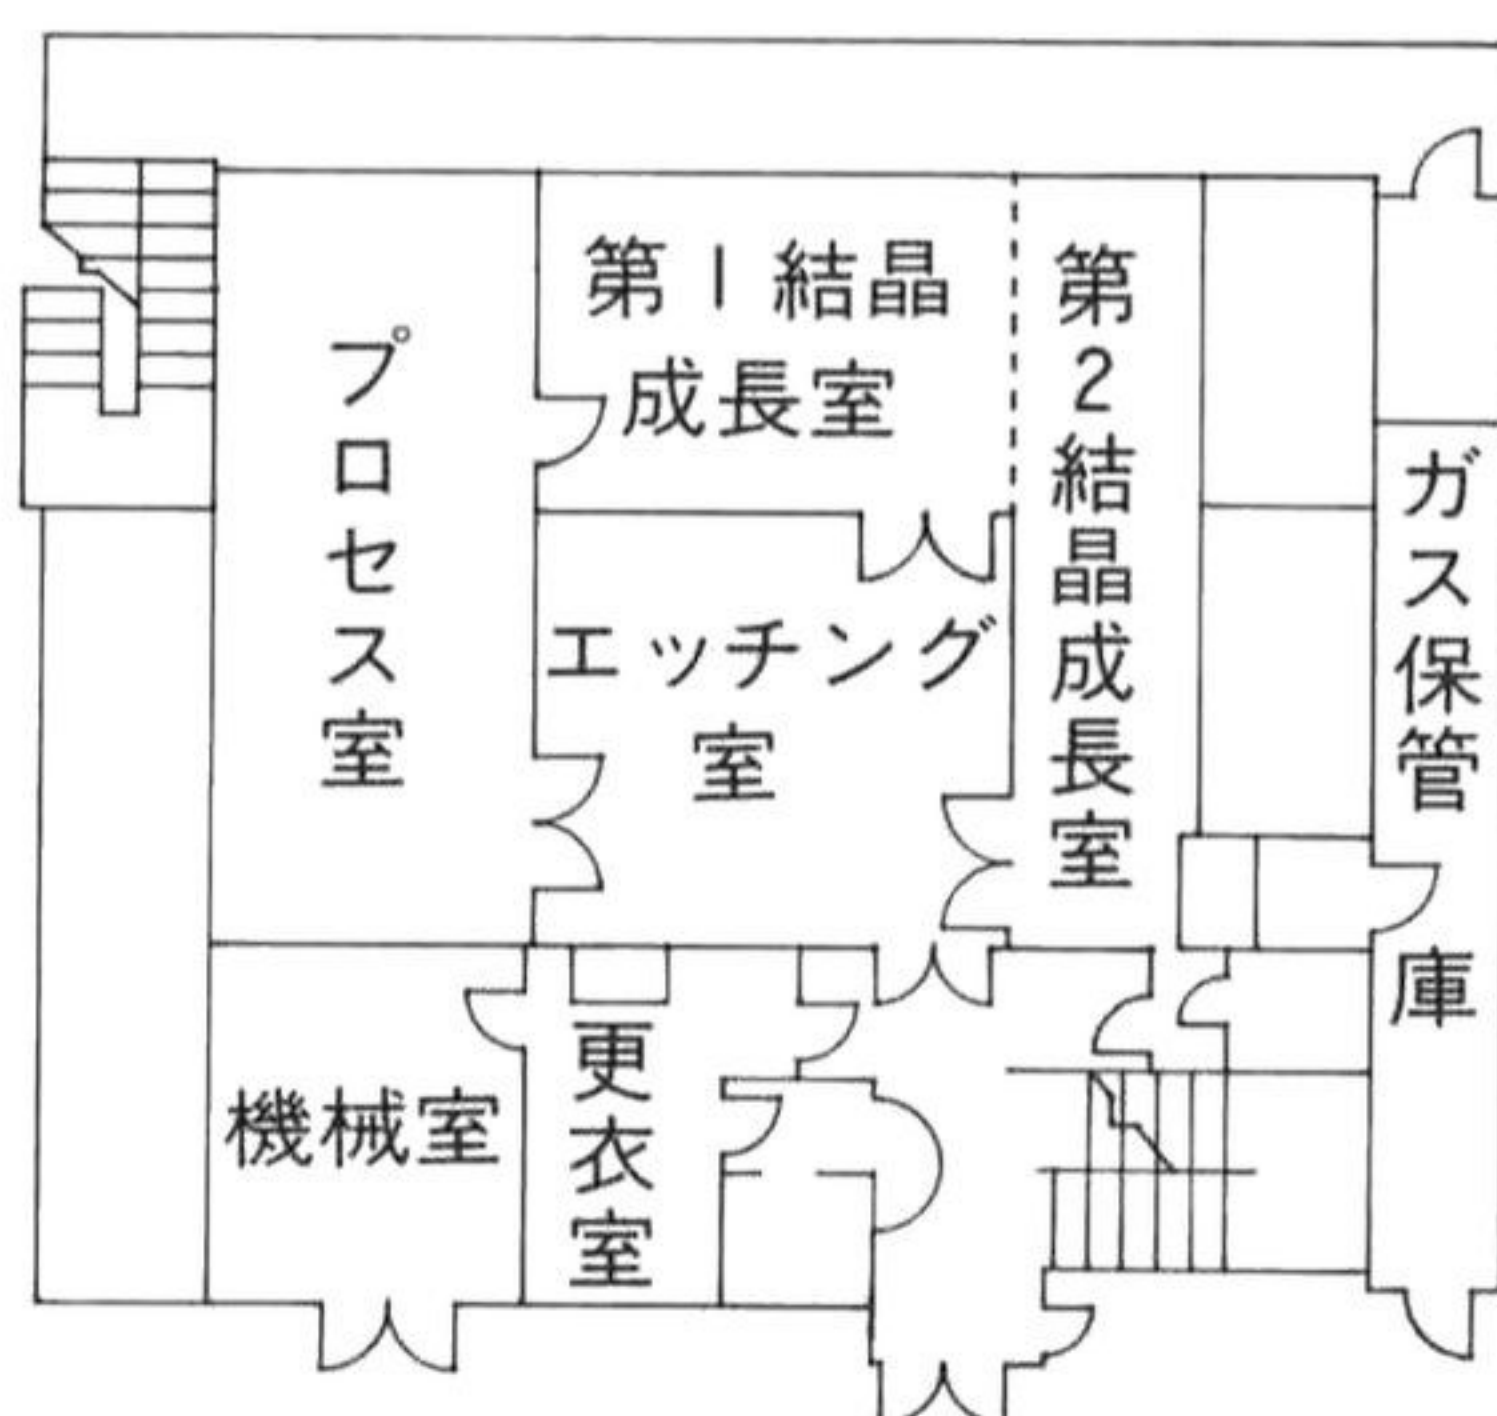 プロセス室
第1結晶
成長室
第2結晶成長室
ガス保管庫
エッチング
室
機械室
更衣室